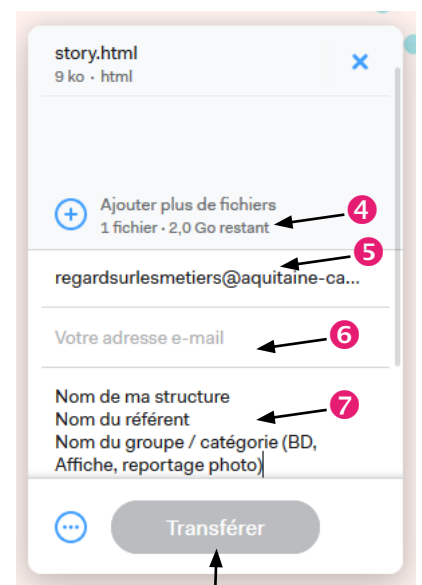 story.html
9 ko · html
Ajouter plus de fichiers
1 fichier · 2,0 Go restant
4
5
regardsurlesmetiers@aquitaine-ca...
Votre adresse e-mail
6
Nom de ma structure
7
Nom du référent
Nom du groupe / catégorie (BD,
Affiche, reportage photo)
Transférer